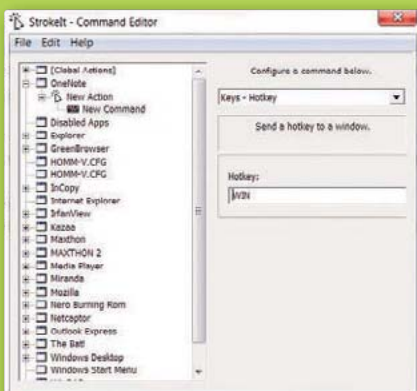 StrokeIt - Command Editor
File Edit Help
[Global Actions]
OneNote
New Action
New Command
Disabled Apps
Explorer
GreenBrowser
HOMM-V.CFG
HOMM-V.CFG
InCopy
Internet Explorer
IrfanView
Kazaa
Maxthon
MAXTHON 2
Media Player
Miranda
Mozilla
Nero Burning Rom
Netcaptor
Outlook Express
The Bat!
Windows Desktop
Windows Start Menu
Configure a command below.
Keys - Hotkey
Send a hotkey to a window.
Hotkey:
WIN